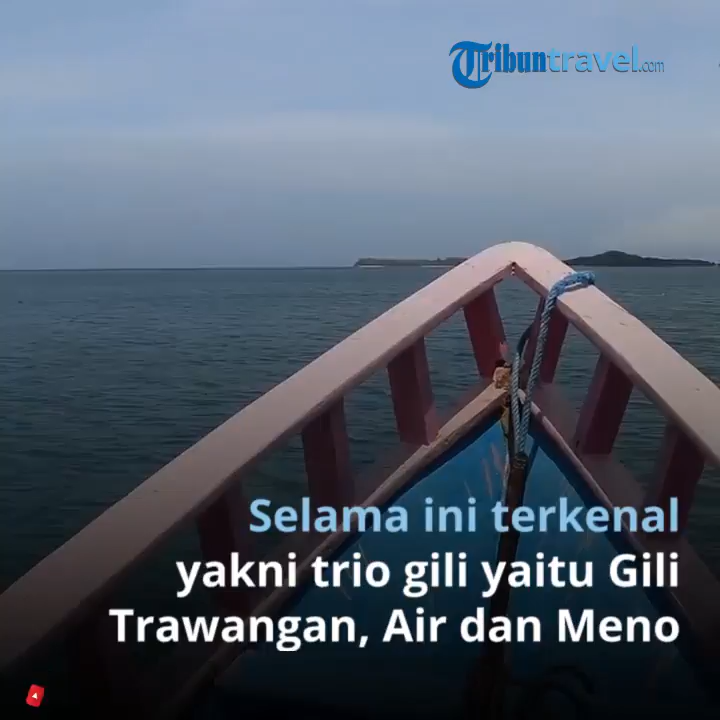 Tribuntravel.com
Selama ini terkenal
yakni trio gili yaitu Gili
Trawangan, Air dan Meno